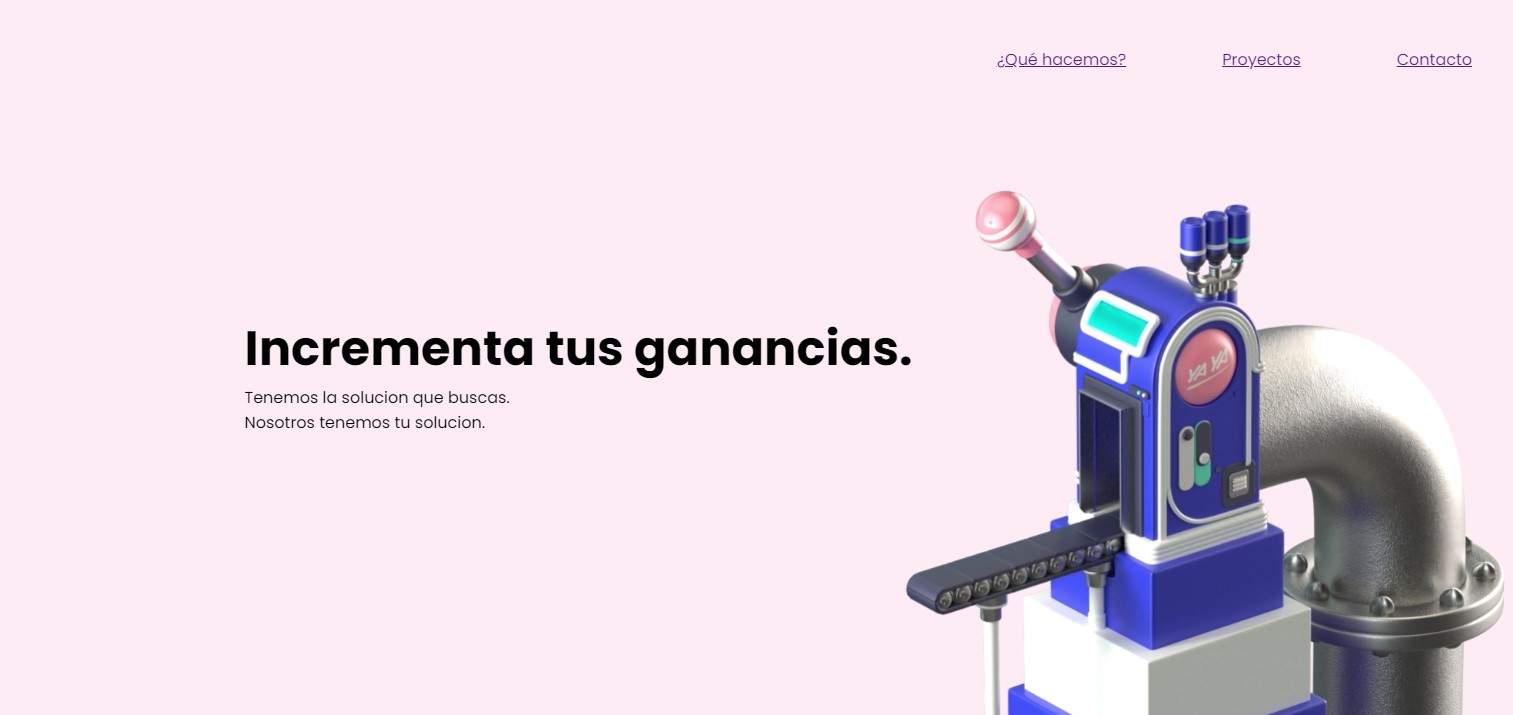 ¿Qué hacemos? Proyectos Contacto
Incrementa tus ganancias.
Tenemos la solucion que buscas.
Nosotros tenemos tu solucion.
YA YA